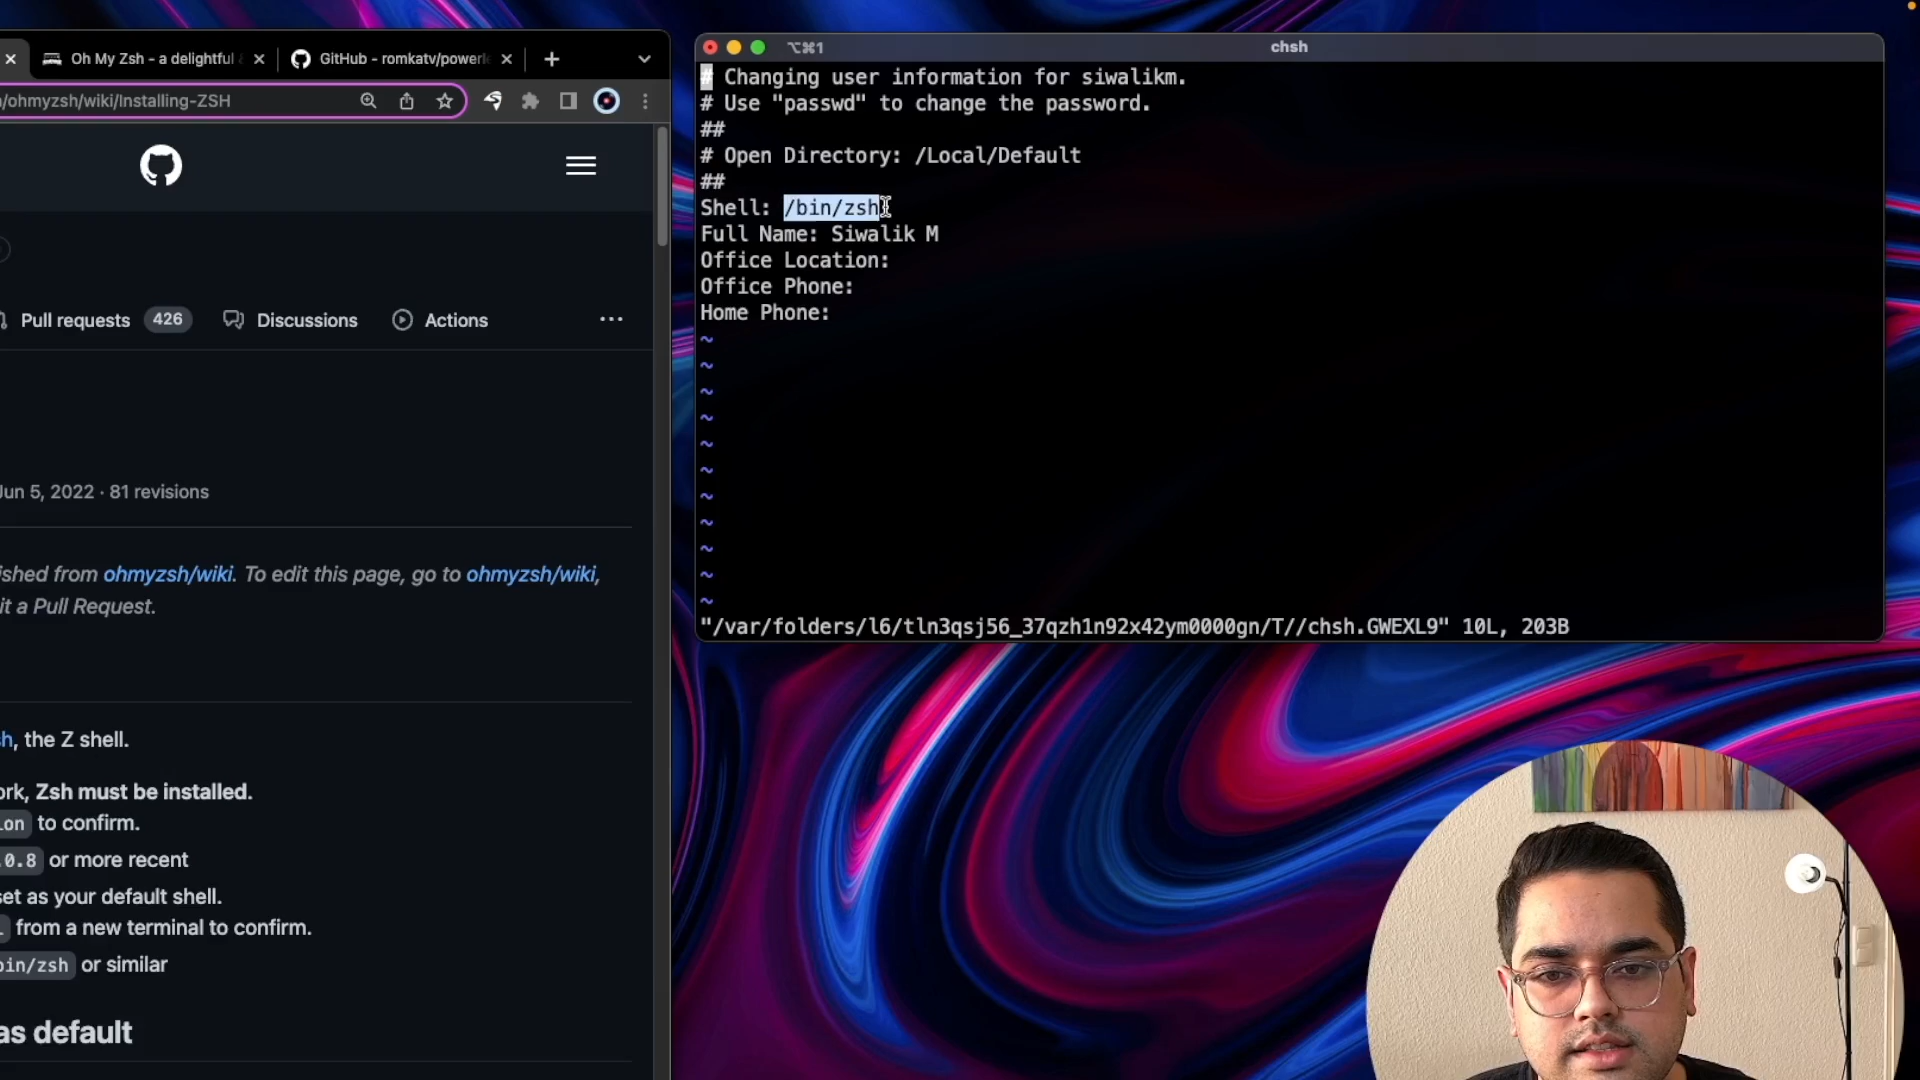 Oh My Zsh - a delightful &
GitHub - romkatv/powerle
/ohmyzsh/wiki/Installing-ZSH
Pull requests 426
Discussions
Actions
Jun 5, 2022 · 81 revisions
ished from ohmyzsh/wiki. To edit this page, go to ohmyzsh/wiki,
it a Pull Request.
sh, the Z shell.
ork, Zsh must be installed.
ion to confirm.
.0.8 or more recent
set as your default shell.
from a new terminal to confirm.
bin/zsh or similar
as default
⌥⌘1
chsh
# Changing user information for siwalikm.
# Use "passwd" to change the password.
##
# Open Directory: /Local/Default
##
Shell: /bin/zsh
Full Name: Siwalik M
Office Location:
Office Phone:
Home Phone:
~
~
~
~
~
~
~
~
~
~
~
"/var/folders/l6/tln3qsj56_37qzh1n92x42ym0000gn/T//chsh.GWEXL9" 10L, 203B